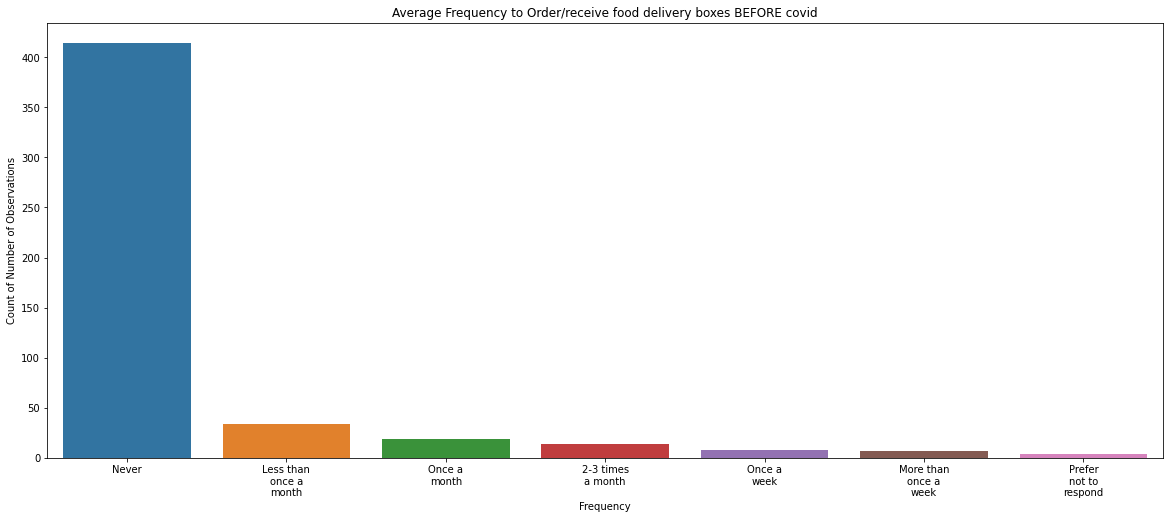 Average Frequency to Order/receive food delivery boxes BEFORE covid
Count of Number of Observations
400
350
300
250
200
150
100
50
0
Never
Less than
once a
month
Once a
month
2-3 times
a month
Once a
week
More than
once a
week
Prefer
not to
respond
Frequency